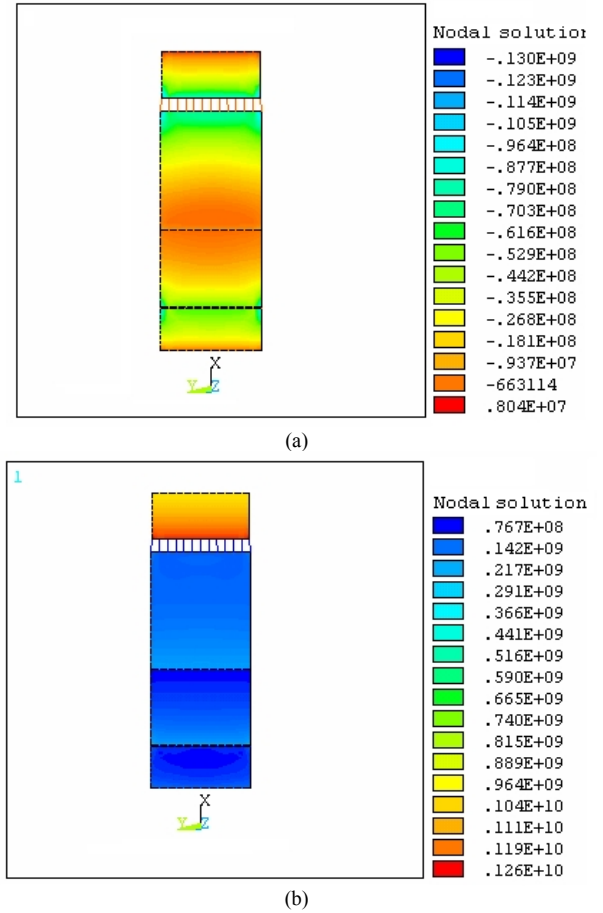 Nodal solution
-.130E+09
-.123E+09
-.114E+09
-.105E+09
-.964E+08
-.877E+08
-.790E+08
-.703E+08
-.616E+08
-.529E+08
-.442E+08
-.355E+08
-.268E+08
-.181E+08
-.937E+07
-663114
.804E+07
X
Y Z
(a)
1
Nodal solution
.767E+08
.142E+09
.217E+09
.291E+09
.366E+09
.441E+09
.516E+09
.590E+09
.665E+09
.740E+09
.815E+09
.889E+09
.964E+09
.104E+10
.111E+10
.119E+10
.126E+10
X
Y Z
(b)